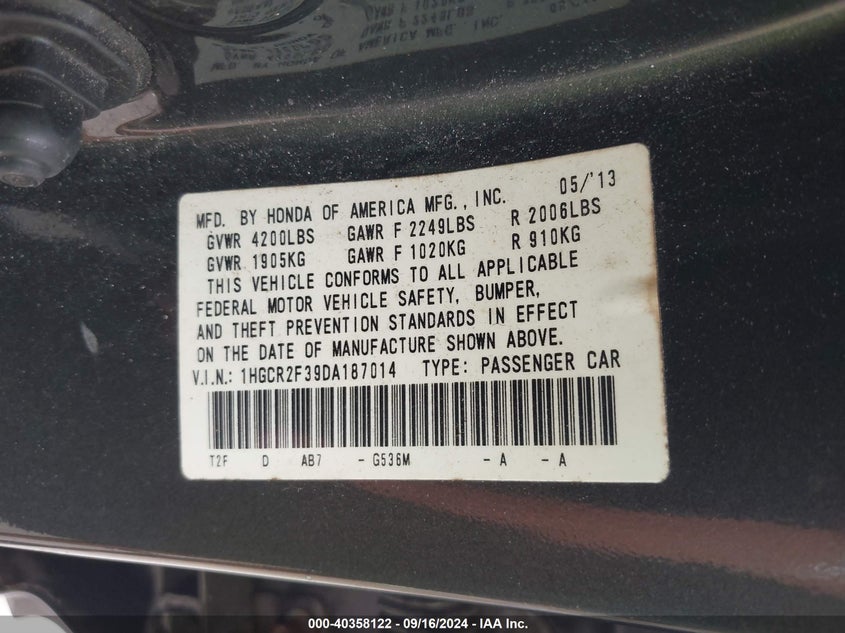 MFD. BY HONDA OF AMERICA MFG., INC. 05/'13
GVWR 4200LBS GAWR F 2249LBS R 2006LBS
GVWR 1905KG GAWR F 1020KG R 910KG
THIS VEHICLE CONFORMS TO ALL APPLICABLE
FEDERAL MOTOR VEHICLE SAFETY, BUMPER,
AND THEFT PREVENTION STANDARDS IN EFFECT
ON THE DATE OF MANUFACTURE SHOWN ABOVE.
V.I.N.: 1HGCR2F39DA187014 TYPE: PASSENGER CAR
T2F D AB7 - G536M - A - A
000-40358122 - 09/16/2024 - IAA Inc.